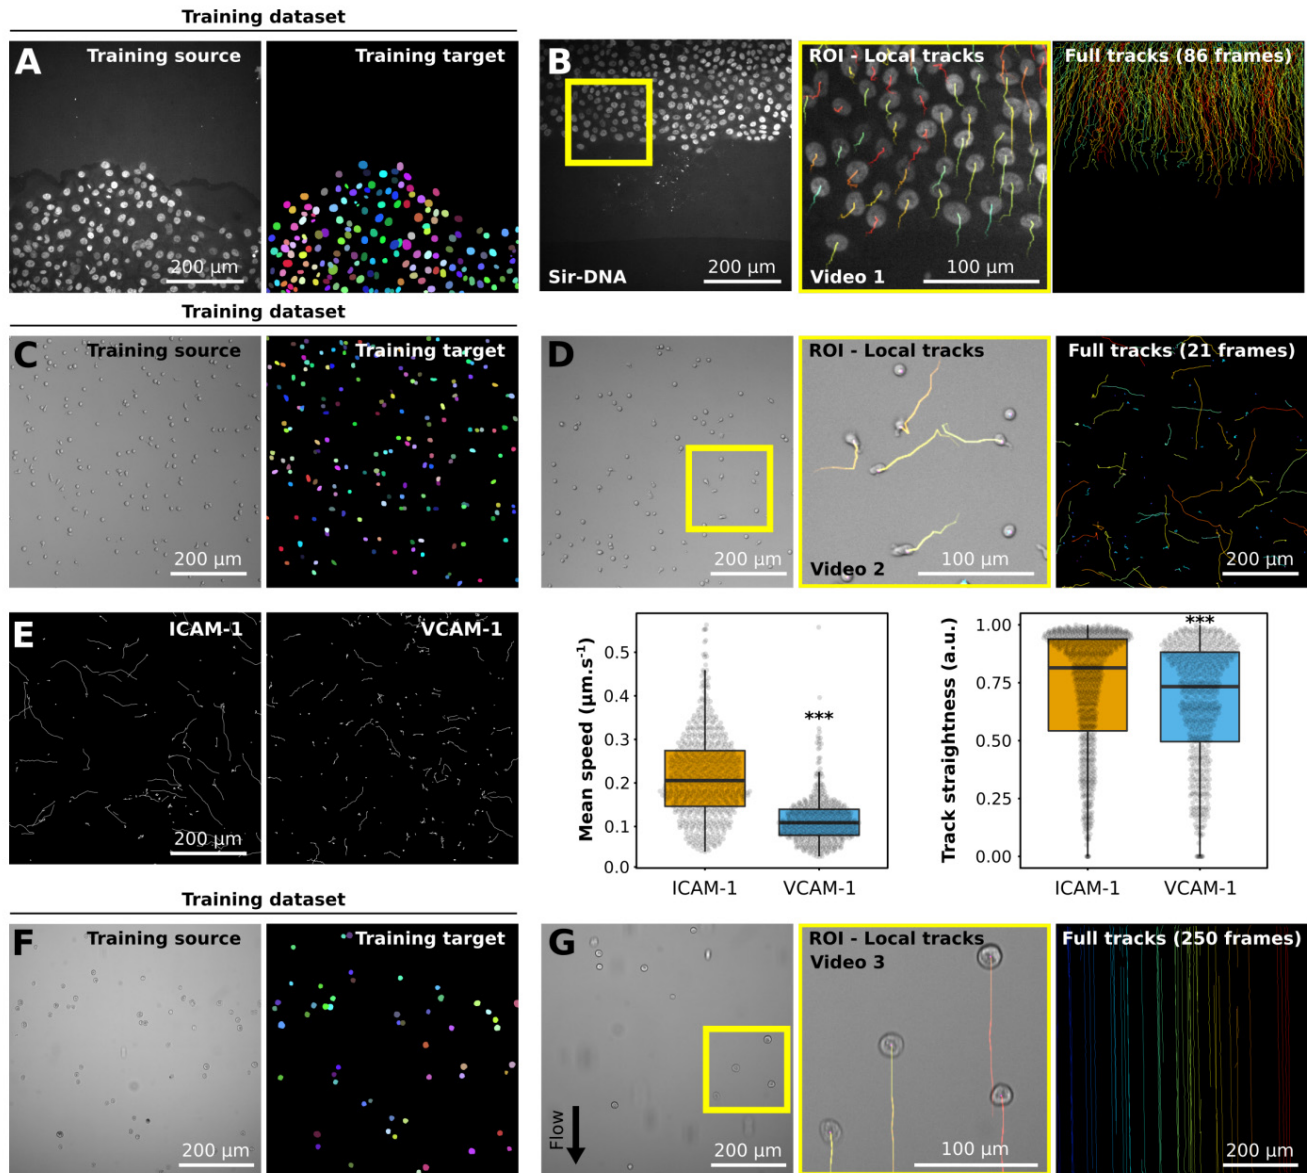 Training dataset
A
Training source
Training target
200 µm
B
Sir-DNA
200 µm
ROI - Local tracks
Video 1
100 µm
Full tracks (86 frames)
Training dataset
C
Training source
Training target
200 µm
D
200 µm
ROI - Local tracks
Video 2
100 µm
Full tracks (21 frames)
200 µm
E
ICAM-1
VCAM-1
200 µm
Mean speed (µm.s⁻¹)
0.5
0.4
0.3
0.2
0.1
0.0
***
ICAM-1
VCAM-1
Track straightness (a.u.)
1.00
0.75
0.50
0.25
0.00
***
ICAM-1
VCAM-1
Training dataset
F
Training source
Training target
200 µm
G
Flow
200 µm
ROI - Local tracks
Video 3
100 µm
Full tracks (250 frames)
200 µm